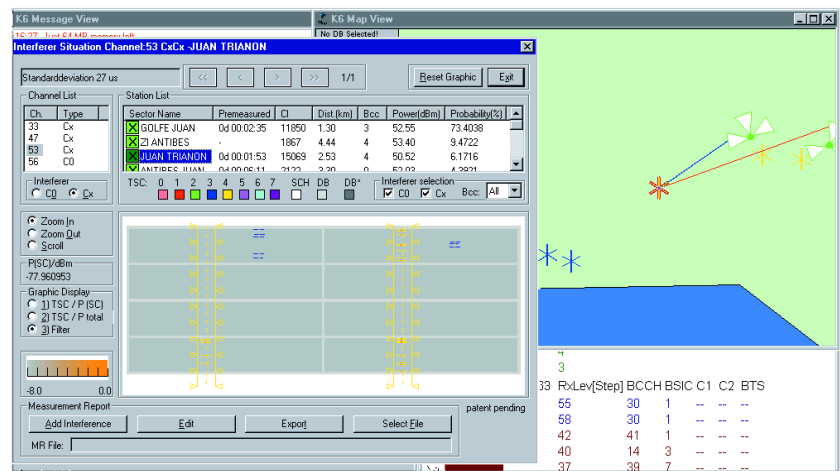 K6 Message View
K6 Map View
No DB Selected!
Interferer Situation Channel:53 CxCx -JUAN TRIANON
Standarddeviation 27 us
<< < > >> 1/1
Reset Graphic Exit
Channel List
Ch. Type
33 Cx
47 Cx
53 Cx
56 C0
Station List
Sector Name Premeasured CI Dist.(km) Bcc Power(dBm) Probability(%)
GOLFE JUAN 0d 00:02:35 11850 1.30 3 52.55 73.4038
ZI ANTIBES - 1867 4.44 4 53.40 9.4722
JUAN TRIANON 0d 00:01:53 15069 2.53 4 50.52 6.1716
Interferer
C0 Cx
TSC: 0 1 2 3 4 5 6 7 SCH DB DB*
Interferer selection
C0 Cx Bcc: All
Zoom In
Zoom Out
Scroll
P(SC)/dBm
-77.960953
Graphic Display
1) TSC / P (SC)
2) TSC / P total
3) Filter
-8.0 0.0
Measurement Report
patent pending
Add Interference Edit Export Select File
MR File:
3
33 RxLev[Step] BCCH BSIC C1 C2 BTS
55 30 1 -- -- --
58 30 1 -- -- --
42 41 1 -- -- --
40 14 3 -- -- --
37 39 7 -- -- --